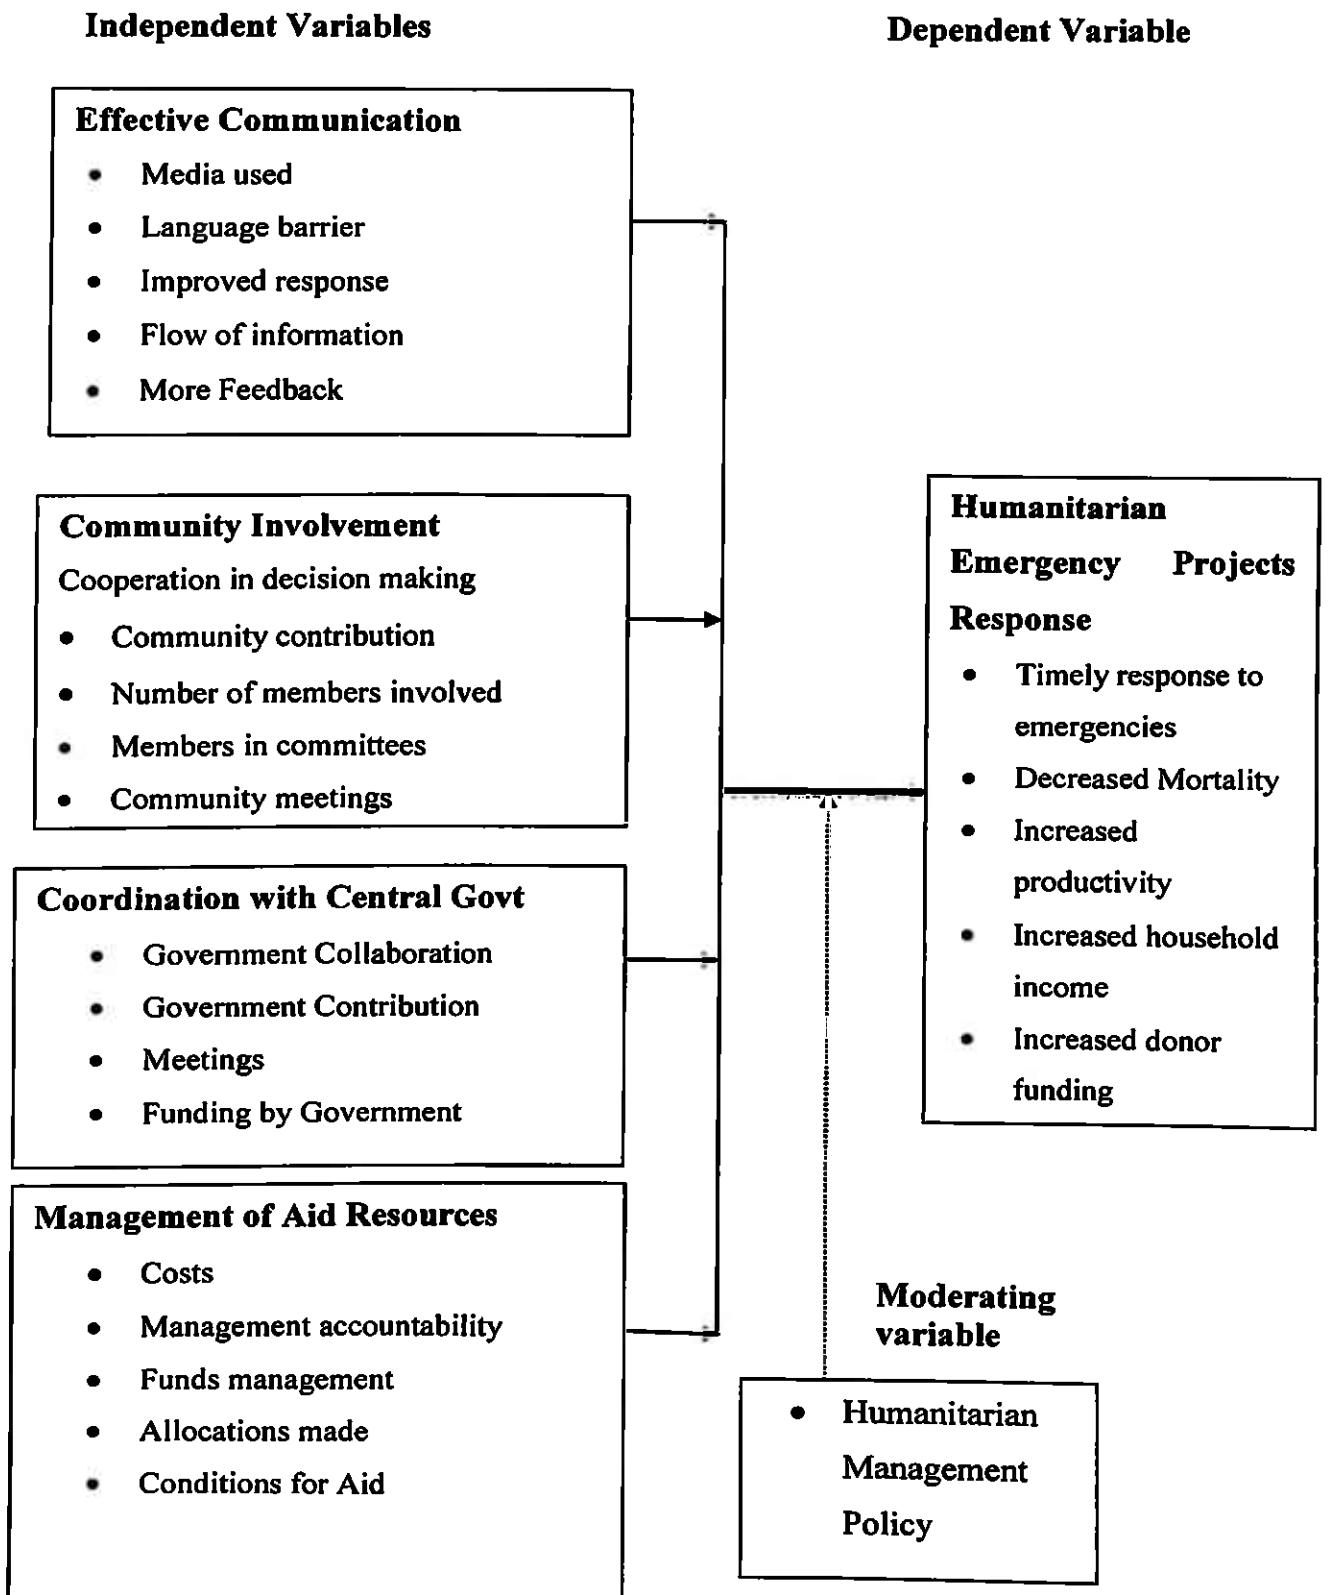 Independent Variables
Dependent Variable
Effective Communication
• Media used
• Language barrier
• Improved response
• Flow of information
• More Feedback
Community Involvement
Cooperation in decision making
• Community contribution
• Number of members involved
• Members in committees
• Community meetings
Coordination with Central Govt
• Government Collaboration
• Government Contribution
• Meetings
• Funding by Government
Management of Aid Resources
• Costs
• Management accountability
• Funds management
• Allocations made
• Conditions for Aid
Humanitarian
Emergency Projects
Response
• Timely response to
emergencies
• Decreased Mortality
• Increased
productivity
• Increased household
income
• Increased donor
funding
Moderating
variable
• Humanitarian
Management
Policy